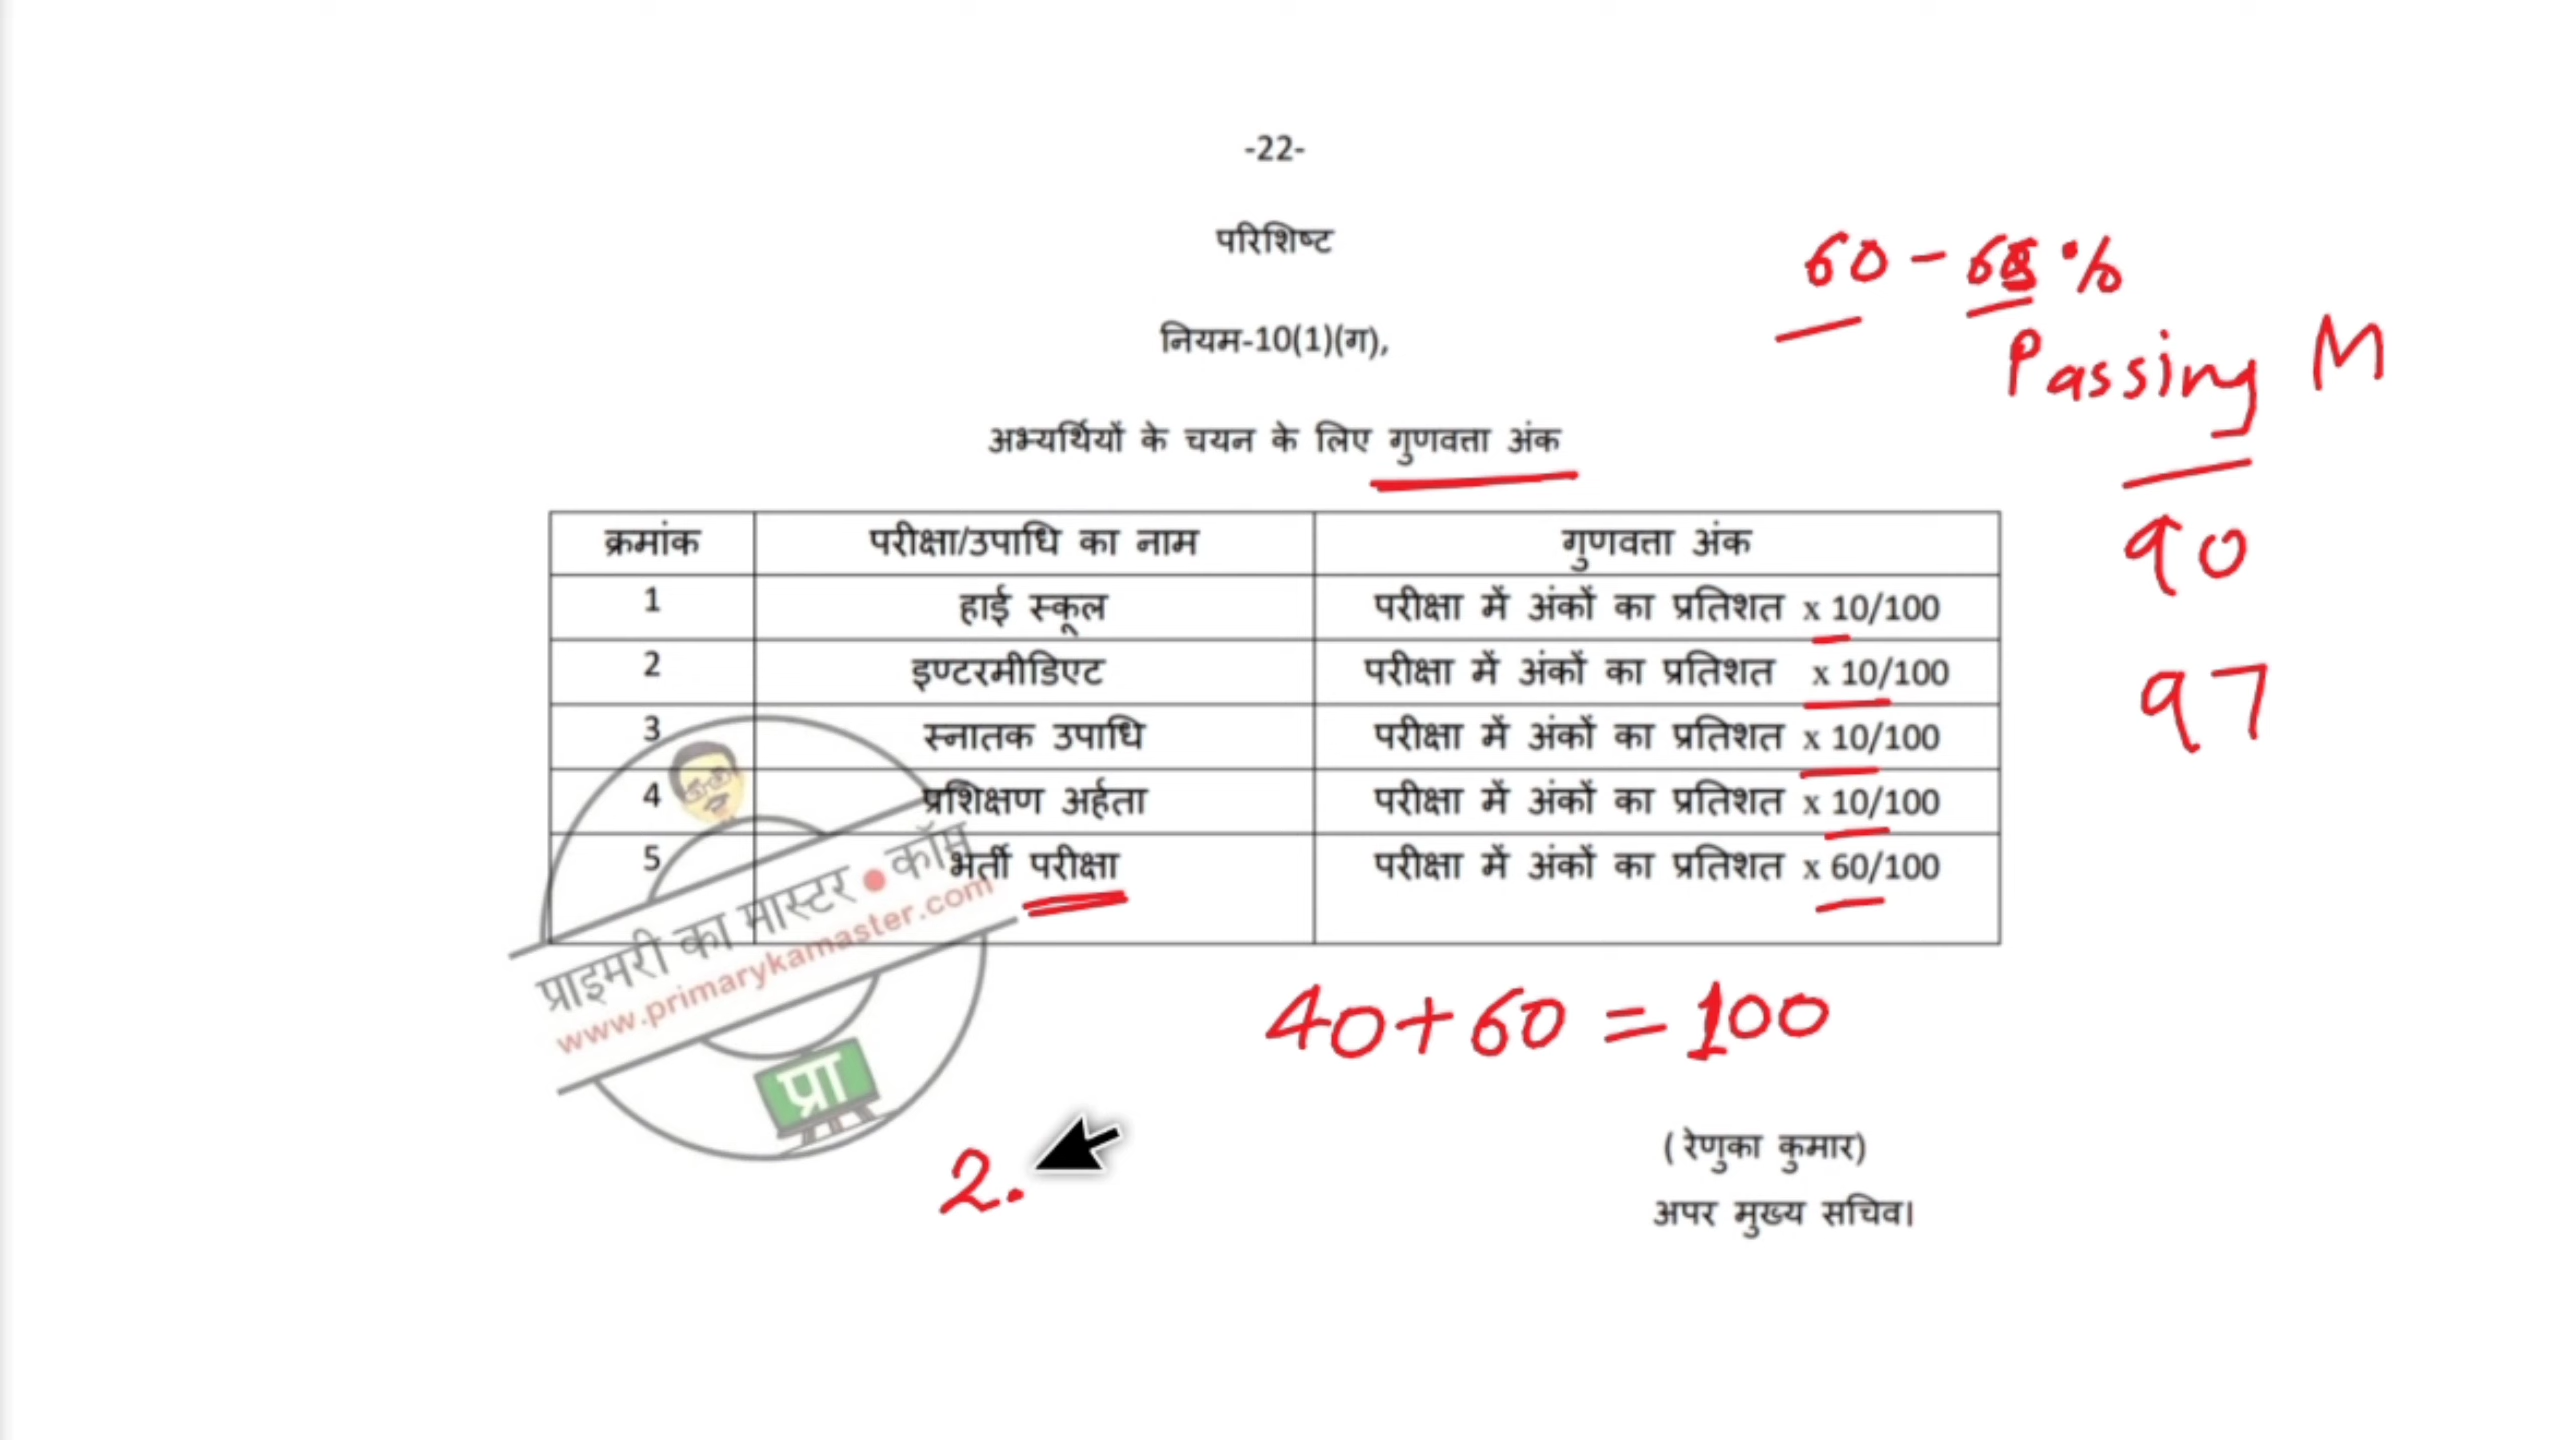 -22-
परिशिष्ट
60 - 65 %
नियम-10(1)(ग),
Passing M
अभ्यर्थियों के चयन के लिए गुणवत्ता अंक
क्रमांक परीक्षा/उपाधि का नाम गुणवत्ता अंक
90
1 हाई स्कूल परीक्षा में अंकों का प्रतिशत x 10/100
2 इण्टरमीडिएट परीक्षा में अंकों का प्रतिशत x 10/100
97
3 स्नातक उपाधि परीक्षा में अंकों का प्रतिशत x 10/100
4 प्रशिक्षण अर्हता परीक्षा में अंकों का प्रतिशत x 10/100
5 भर्ती परीक्षा परीक्षा में अंकों का प्रतिशत x 60/100
प्राइमरी का मास्टर ● कॉम
www.primarykamaster.com
40+60 = 100
प्रा
2.
( रेणुका कुमार)
अपर मुख्य सचिव।